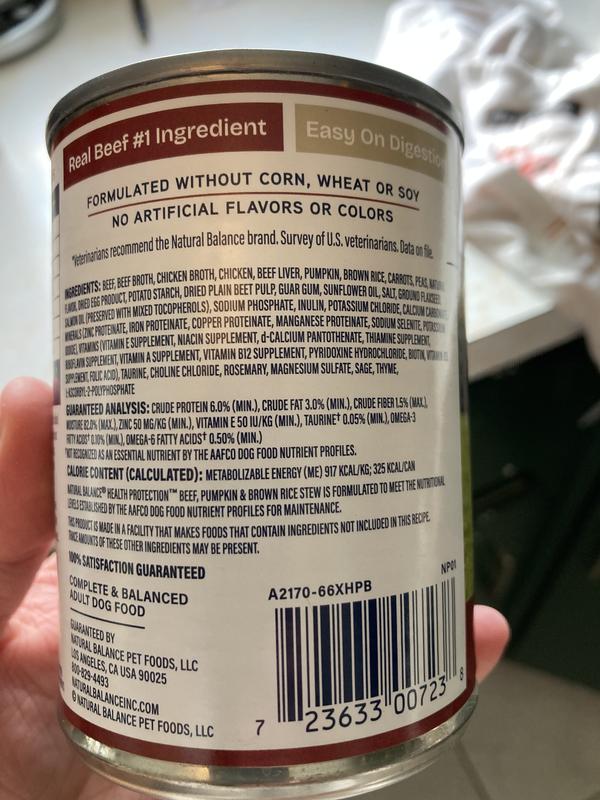 Real Beef #1 Ingredient
Easy On Digestio
FORMULATED WITHOUT CORN, WHEAT OR SOY
NO ARTIFICIAL FLAVORS OR COLORS
*Veterinarians recommend the Natural Balance brand. Survey of U.S. veterinarians. Data on file.
INGREDIENTS: BEEF, BEEF BROTH, CHICKEN BROTH, CHICKEN, BEEF LIVER, PUMPKIN, BROWN RICE, CARROTS, PEAS,
FLAVOR, DRIED EGG PRODUCT, POTATO STARCH, DRIED PLAIN BEET PULP, GUAR GUM, SUNFLOWER OIL, SALT, GROUND FLAXSEED,
SALMON OIL (PRESERVED WITH MIXED TOCOPHEROLS), SODIUM PHOSPHATE, INULIN, POTASSIUM CHLORIDE, CALCIUM CARBONATE,
MINERALS (ZINC PROTEINATE, IRON PROTEINATE, COPPER PROTEINATE, MANGANESE PROTEINATE, SODIUM SELENITE, POTASSIUM
IODIDE), VITAMINS (VITAMIN E SUPPLEMENT, NIACIN SUPPLEMENT, d-CALCIUM PANTOTHENATE, THIAMINE SUPPLEMENT,
RIBOFLAVIN SUPPLEMENT, VITAMIN A SUPPLEMENT, VITAMIN B12 SUPPLEMENT, PYRIDOXINE HYDROCHLORIDE, BIOTIN, VITAMIN D3
SUPPLEMENT, FOLIC ACID), TAURINE, CHOLINE CHLORIDE, ROSEMARY, MAGNESIUM SULFATE, SAGE, THYME,
L-ASCORBYL-2-POLYPHOSPHATE
GUARANTEED ANALYSIS: CRUDE PROTEIN 6.0% (MIN.), CRUDE FAT 3.0% (MIN.), CRUDE FIBER 1.5% (MAX.),
MOISTURE 82.0% (MAX.), ZINC 50 MG/KG (MIN.), VITAMIN E 50 IU/KG (MIN.), TAURINE† 0.05% (MIN.), OMEGA-3
FATTY ACIDS† 0.10% (MIN.), OMEGA-6 FATTY ACIDS† 0.50% (MIN.)
†NOT RECOGNIZED AS AN ESSENTIAL NUTRIENT BY THE AAFCO DOG FOOD NUTRIENT PROFILES.
CALORIE CONTENT (CALCULATED): METABOLIZABLE ENERGY (ME) 917 KCAL/KG; 325 KCAL/CAN
NATURAL BALANCE® HEALTH PROTECTION™ BEEF, PUMPKIN & BROWN RICE STEW IS FORMULATED TO MEET THE NUTRITIONAL
LEVELS ESTABLISHED BY THE AAFCO DOG FOOD NUTRIENT PROFILES FOR MAINTENANCE.
THIS PRODUCT IS MADE IN A FACILITY THAT MAKES FOODS THAT CONTAIN INGREDIENTS NOT INCLUDED IN THIS RECIPE.
TRACE AMOUNTS OF THESE OTHER INGREDIENTS MAY BE PRESENT.
100% SATISFACTION GUARANTEED
COMPLETE & BALANCED
ADULT DOG FOOD
GUARANTEED BY
NATURAL BALANCE PET FOODS, LLC
LOS ANGELES, CA USA 90025
800-829-4493
NATURALBALANCEINC.COM
© NATURAL BALANCE PET FOODS, LLC
NP01
A2170-66XHPB
7 23633 00723 8